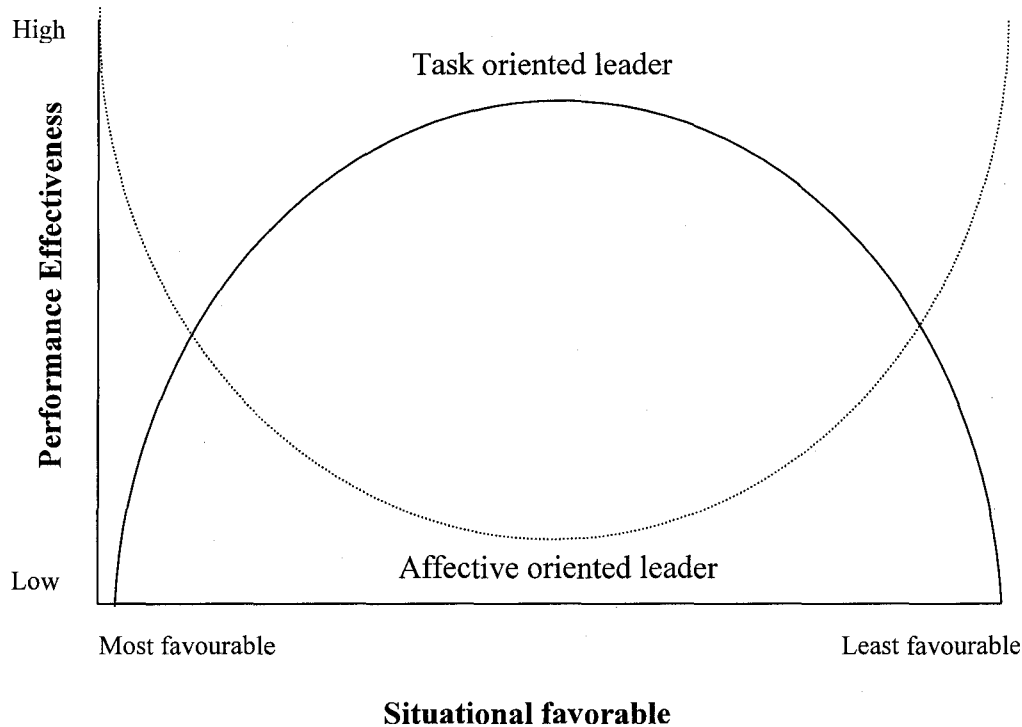 High
Task oriented leader
Performance Effectiveness
Affective oriented leader
Low
Most favourable
Least favourable
Situational favorable